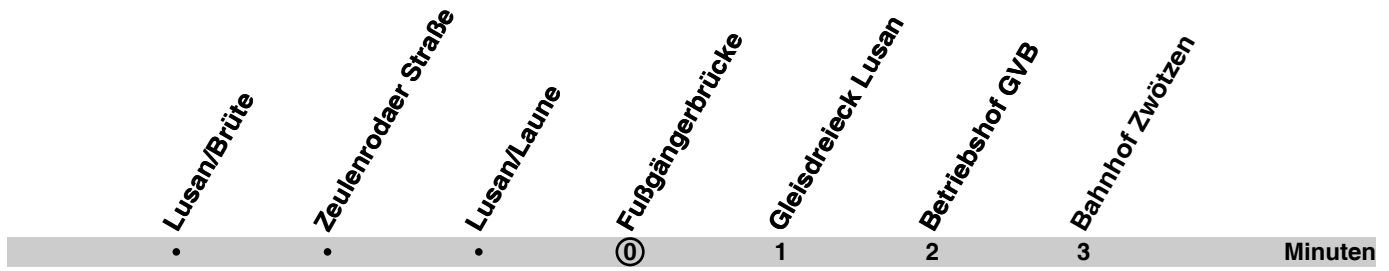 Lusan/Brüte
Zeulenrodaer Straße
Lusan/Laune
Fußgängerbrücke
Gleisdreieck Lusan
Betriebshof GVB
Bahnhof Zwötzen
• • • 0 1 2 3 Minuten